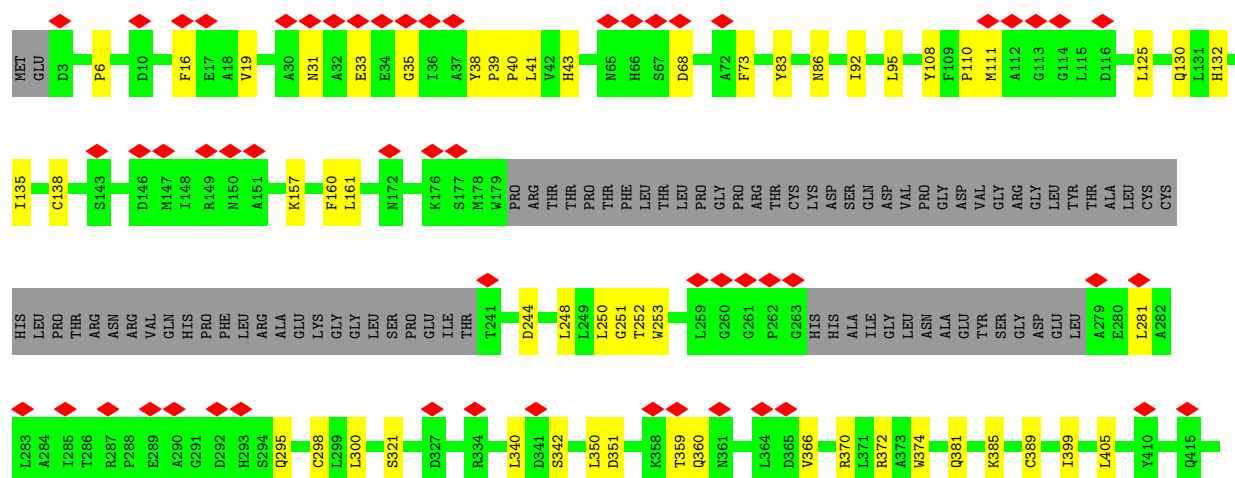 MET GLU D3 P6 D10 F16 E17 A18 V19 A30 N31 A32 E33 E34 G35 I36 A37 Y38 P39 P40 L41 V42 H43 N65 H66 S67 D68 A72 F73 Y83 N86 I92 L95 Y108 F109 P110 M111 A112 G113 G114 L115 D116 L125 Q130 L131 H132
I135 C138 S143 D146 M147 I148 R149 N150 A151 K157 F160 L161 N172 K176 S177 M178 W179 PRO ARG THR THR PRO THR PHE LEU THR LEU PRO GLY PRO ARG THR CYS LYS ASP SER GLN ASP VAL PRO GLY ASP VAL GLY ARG GLY LEU TYR THR ALA LEU CYS CYS
HIS LEU PRO THR ARG ASN ARG VAL GLN HIS PRO PHE LEU ARG ALA GLU LYS GLY GLY LEU SER PRO GLU ILE THR T241 D244 L248 L249 L250 G251 T252 W253 L259 G260 G261 P262 G263 HIS HIS ALA ILE GLY LEU ASN ALA GLU TYR SER GLY ASP GLU LEU A279 E280 L281 A282
L283 A284 I285 T286 R287 P288 E289 A290 G291 D292 H293 S294 Q295 C298 L299 L300 S321 D327 R334 L340 D341 S342 L350 D351 K358 T359 Q360 N361 L364 D365 V366 R370 L371 R372 A373 W374 Q381 K385 C389 I399 L405 Y410 Q415